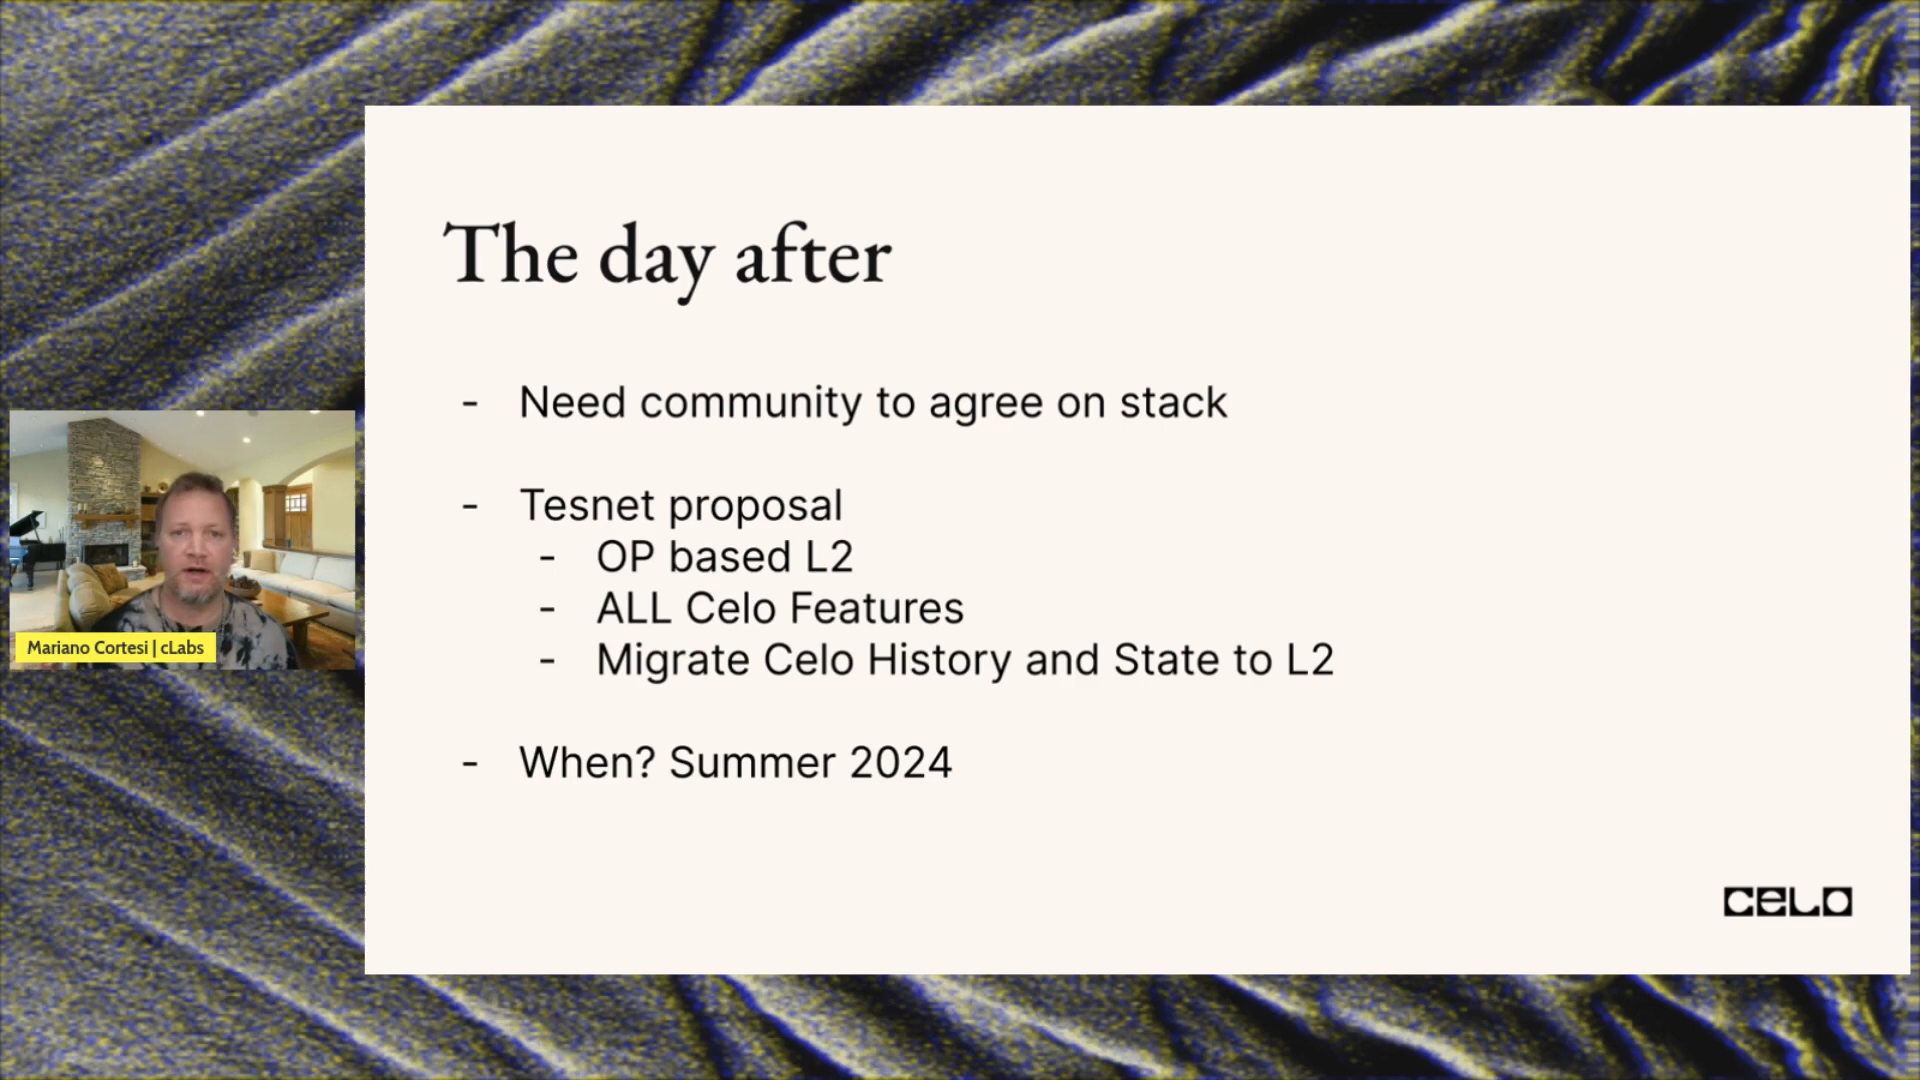 The day after
- Need community to agree on stack
- Tesnet proposal
- OP based L2
- ALL Celo Features
- Migrate Celo History and State to L2
- When? Summer 2024
Mariano Cortesi | cLabs
CELO